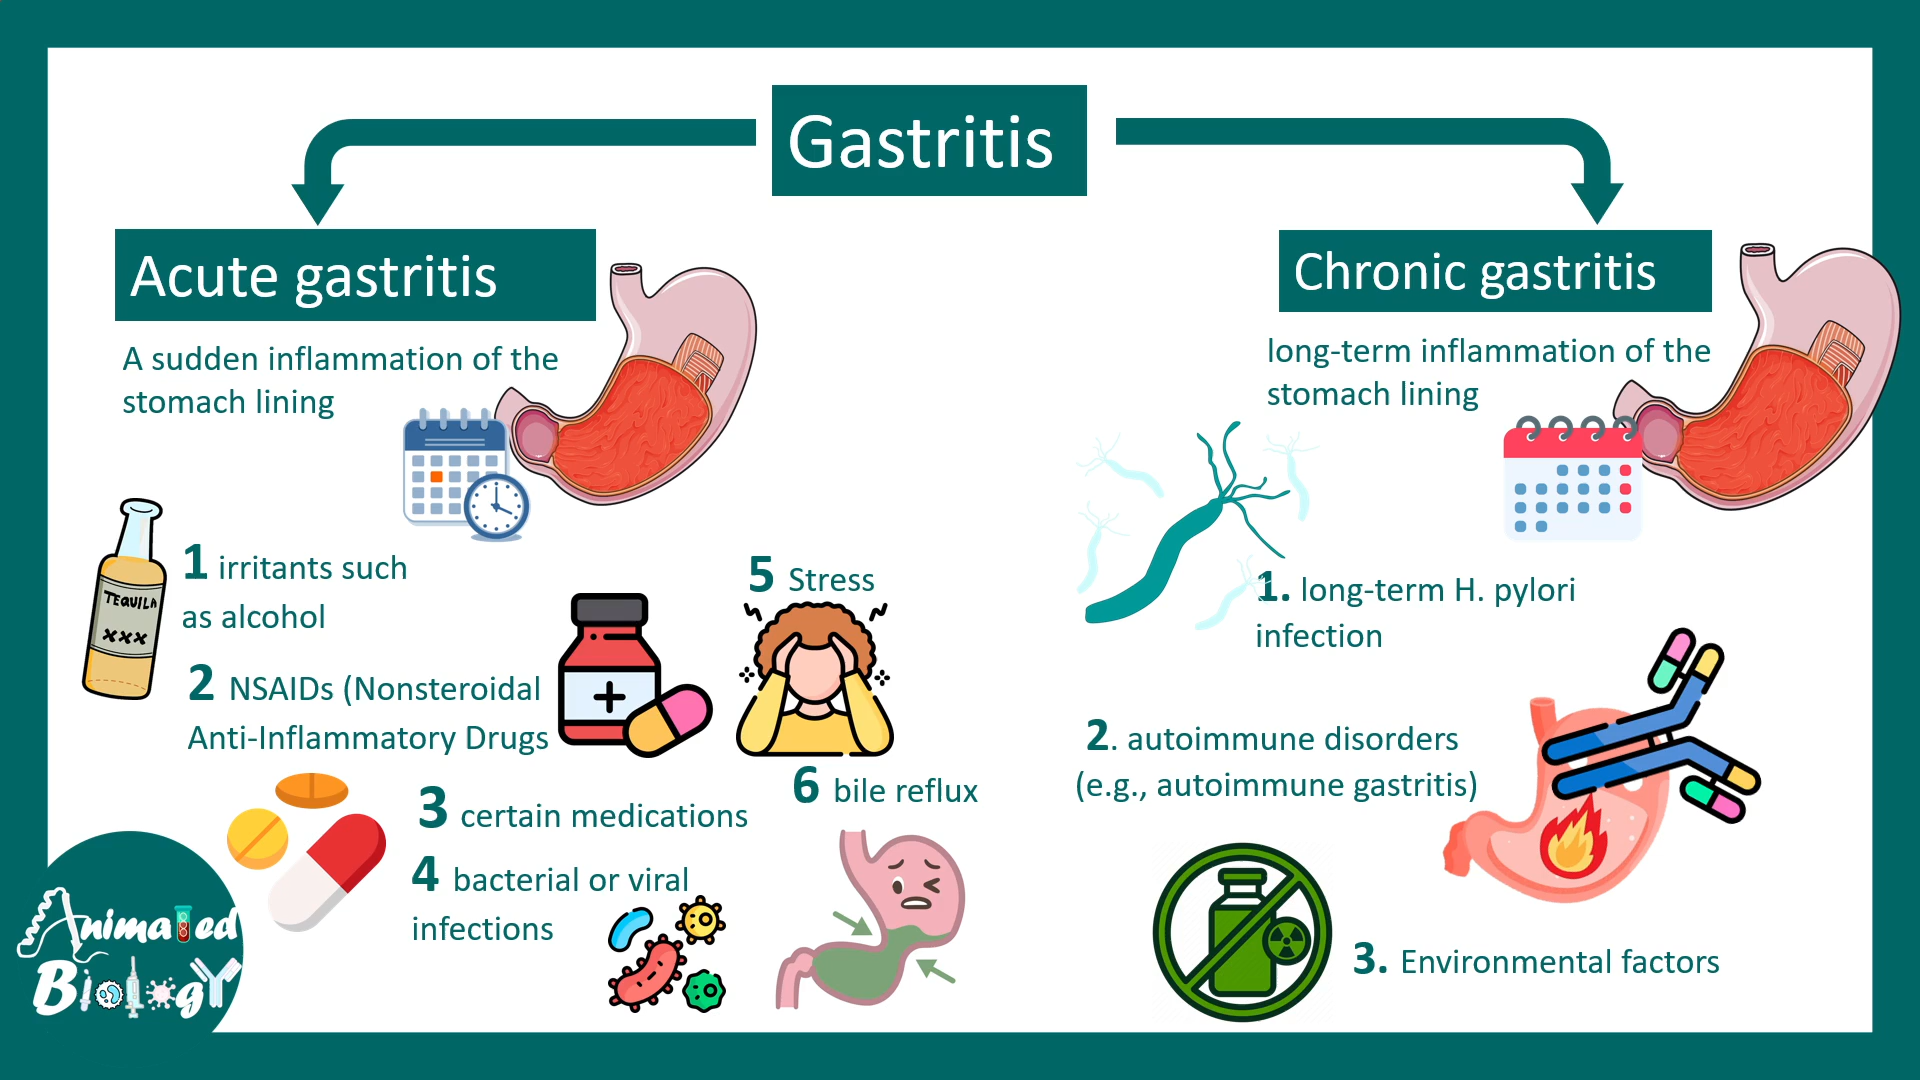 Gastritis
Acute gastritis
A sudden inflammation of the
stomach lining
TEQUILA
XXX
1 irritants such
as alcohol
2 NSAIDs (Nonsteroidal
Anti-Inflammatory Drugs
3 certain medications
4 bacterial or viral
infections
5 Stress
6 bile reflux
Chronic gastritis
long-term inflammation of the
stomach lining
1. long-term H. pylori
infection
2. autoimmune disorders
(e.g., autoimmune gastritis)
3. Environmental factors
Animated
Biology